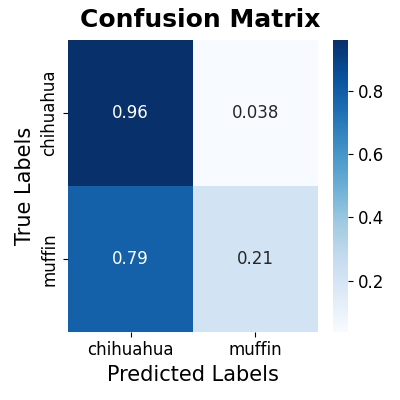 Confusion Matrix
True Labels
chihuahua
0.96
0.038
muffin
0.79
0.21
chihuahua
muffin
Predicted Labels
0.8
0.6
0.4
0.2